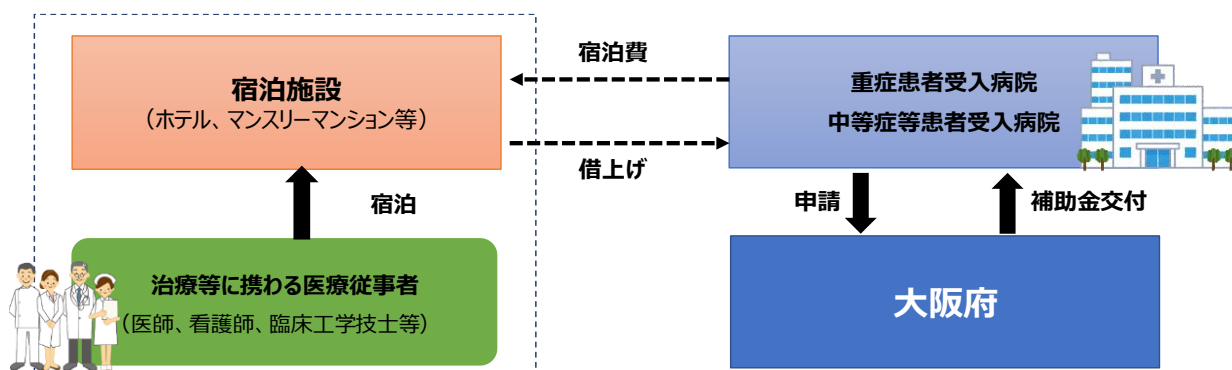 宿泊施設
（ホテル、マンスリーマンション等）
宿泊
治療等に携わる医療従事者
（医師、看護師、臨床工学技士等）
宿泊費
借上げ
重症患者受入病院
中等症等患者受入病院
申請
補助金交付
大阪府